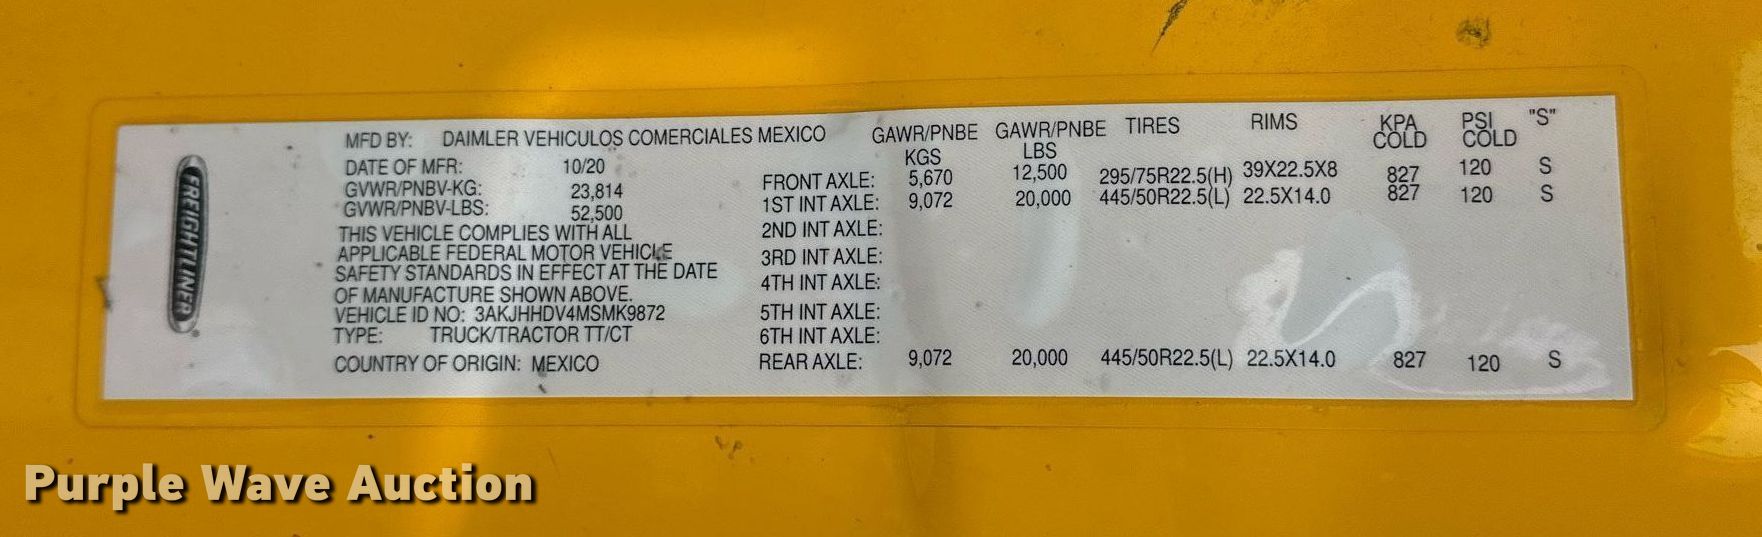 FREIGHTLINER
MFD BY: DAIMLER VEHICULOS COMERCIALES MEXICO
DATE OF MFR: 10/20
GVWR/PNBV-KG: 23,814
GVWR/PNBV-LBS: 52,500
THIS VEHICLE COMPLIES WITH ALL
APPLICABLE FEDERAL MOTOR VEHICLE
SAFETY STANDARDS IN EFFECT AT THE DATE
OF MANUFACTURE SHOWN ABOVE.
VEHICLE ID NO: 3AKJHHDV4MSMK9872
TYPE: TRUCK/TRACTOR TT/CT
COUNTRY OF ORIGIN: MEXICO
GAWR/PNBE KGS GAWR/PNBE LBS TIRES RIMS KPA COLD PSI COLD "S"
FRONT AXLE: 5,670 12,500 295/75R22.5(H) 39X22.5X8 827 120 S
1ST INT AXLE: 9,072 20,000 445/50R22.5(L) 22.5X14.0 827 120 S
2ND INT AXLE:
3RD INT AXLE:
4TH INT AXLE:
5TH INT AXLE:
6TH INT AXLE:
REAR AXLE: 9,072 20,000 445/50R22.5(L) 22.5X14.0 827 120 S
Purple Wave Auction